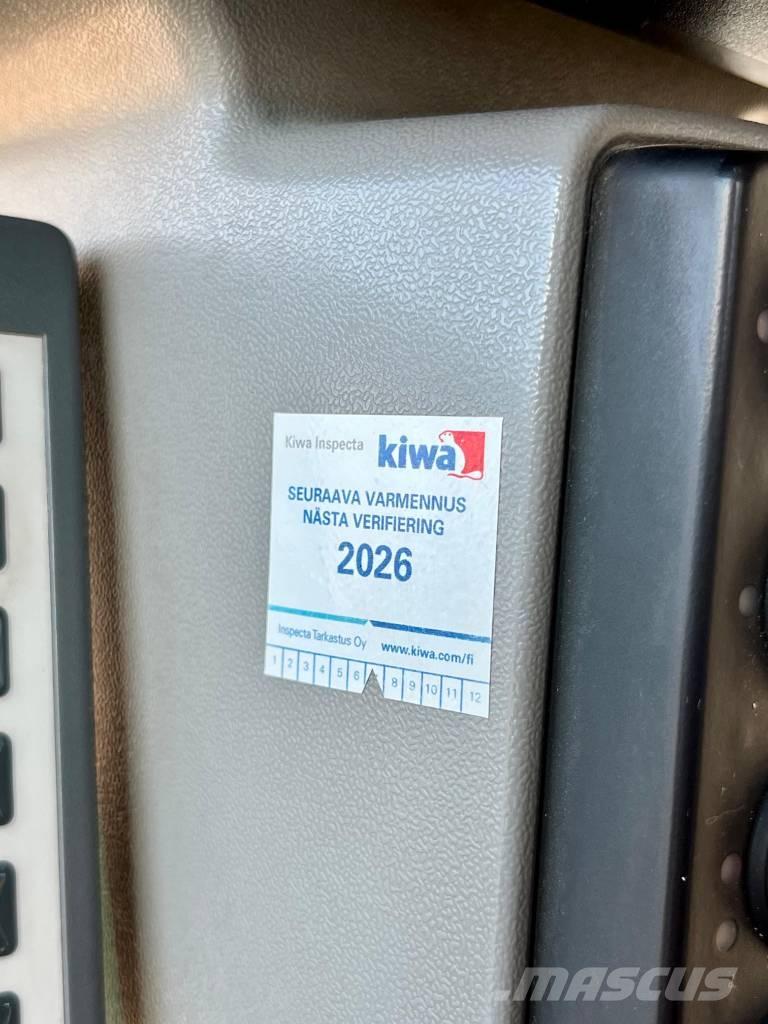 Kiwa Inspecta kiwa
SEURAAVA VARMENNUS
NÄSTA VERIFIERING
2026
Inspecta Tarkastus Oy www.kiwa.com/fi
1 2 3 4 5 6 8 9 10 11 12
MASCUS